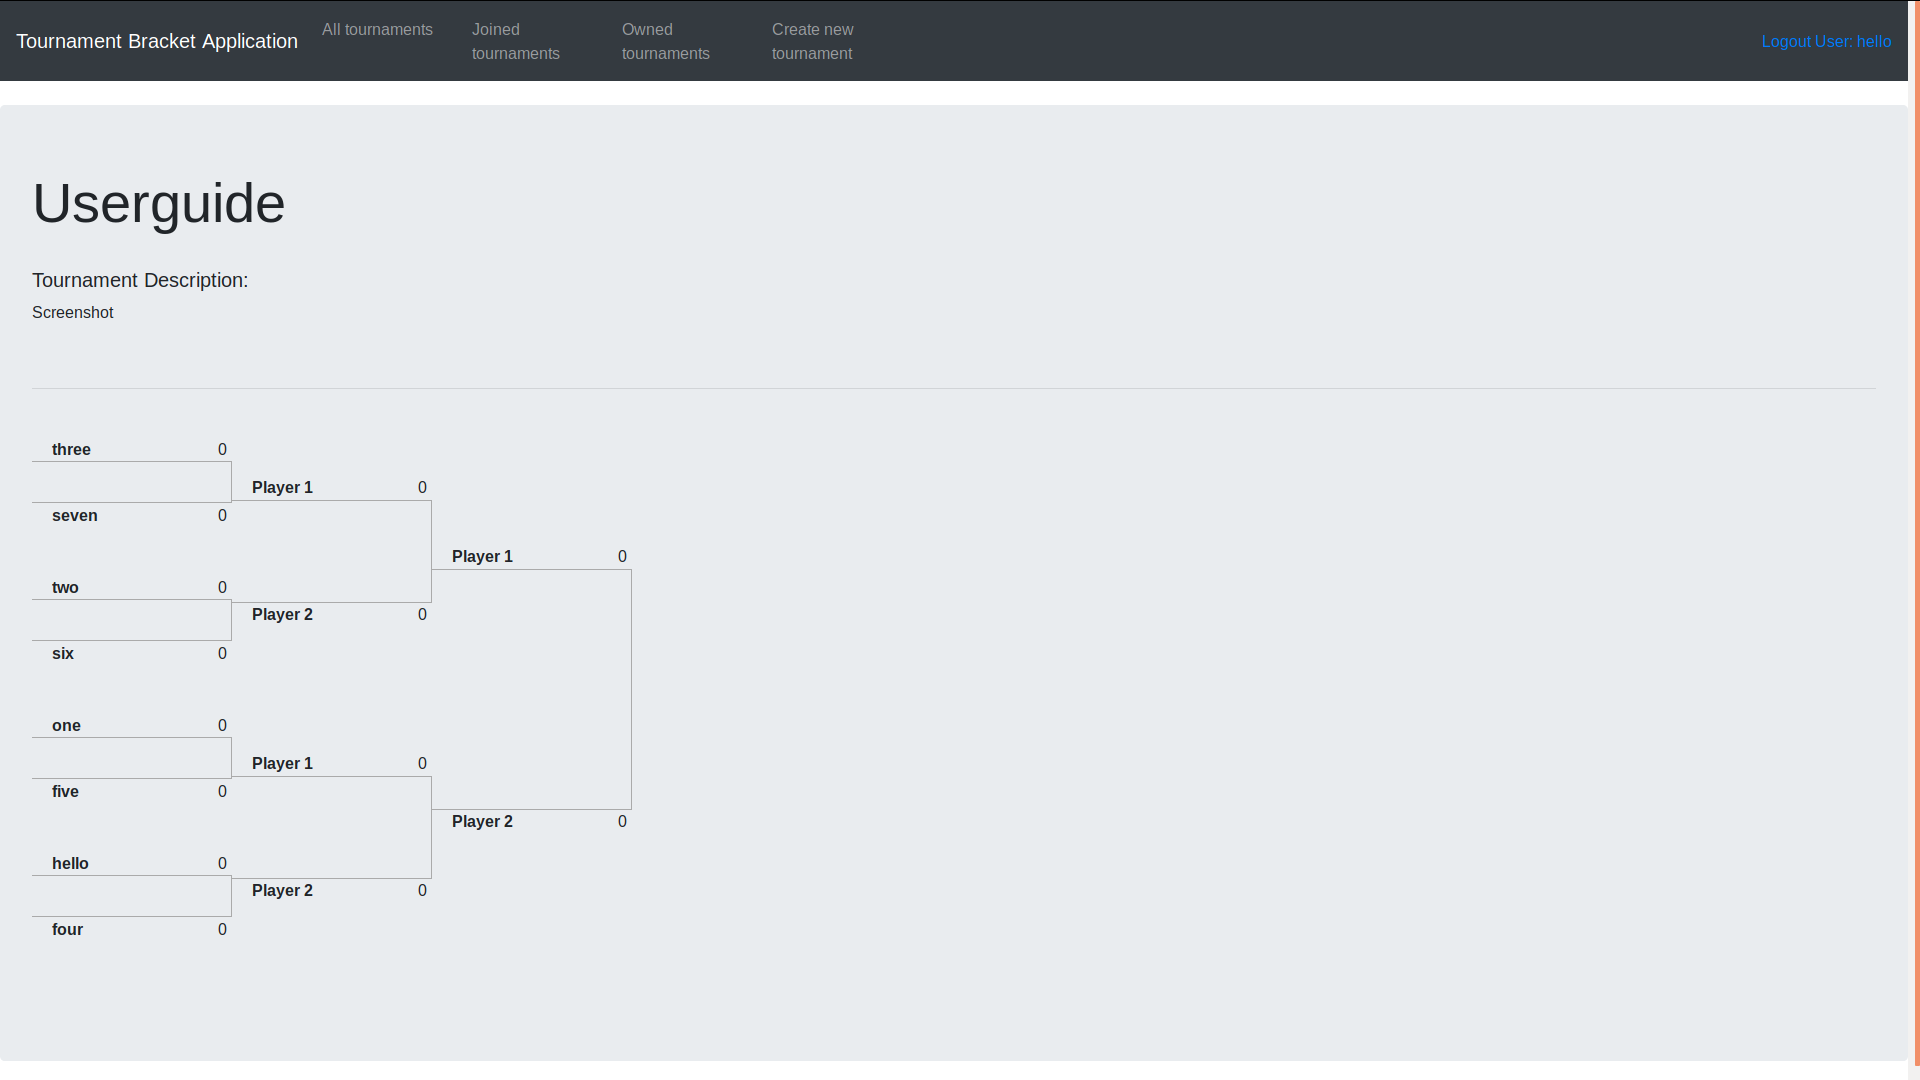 Tournament Bracket Application
All tournaments
Joined
tournaments
Owned
tournaments
Create new
tournament
Logout User: hello
Userguide
Tournament Description:
Screenshot
three 0
seven 0
two 0
six 0
one 0
five 0
hello 0
four 0
Player 1 0
Player 2 0
Player 1 0
Player 2 0
Player 1 0
Player 2 0